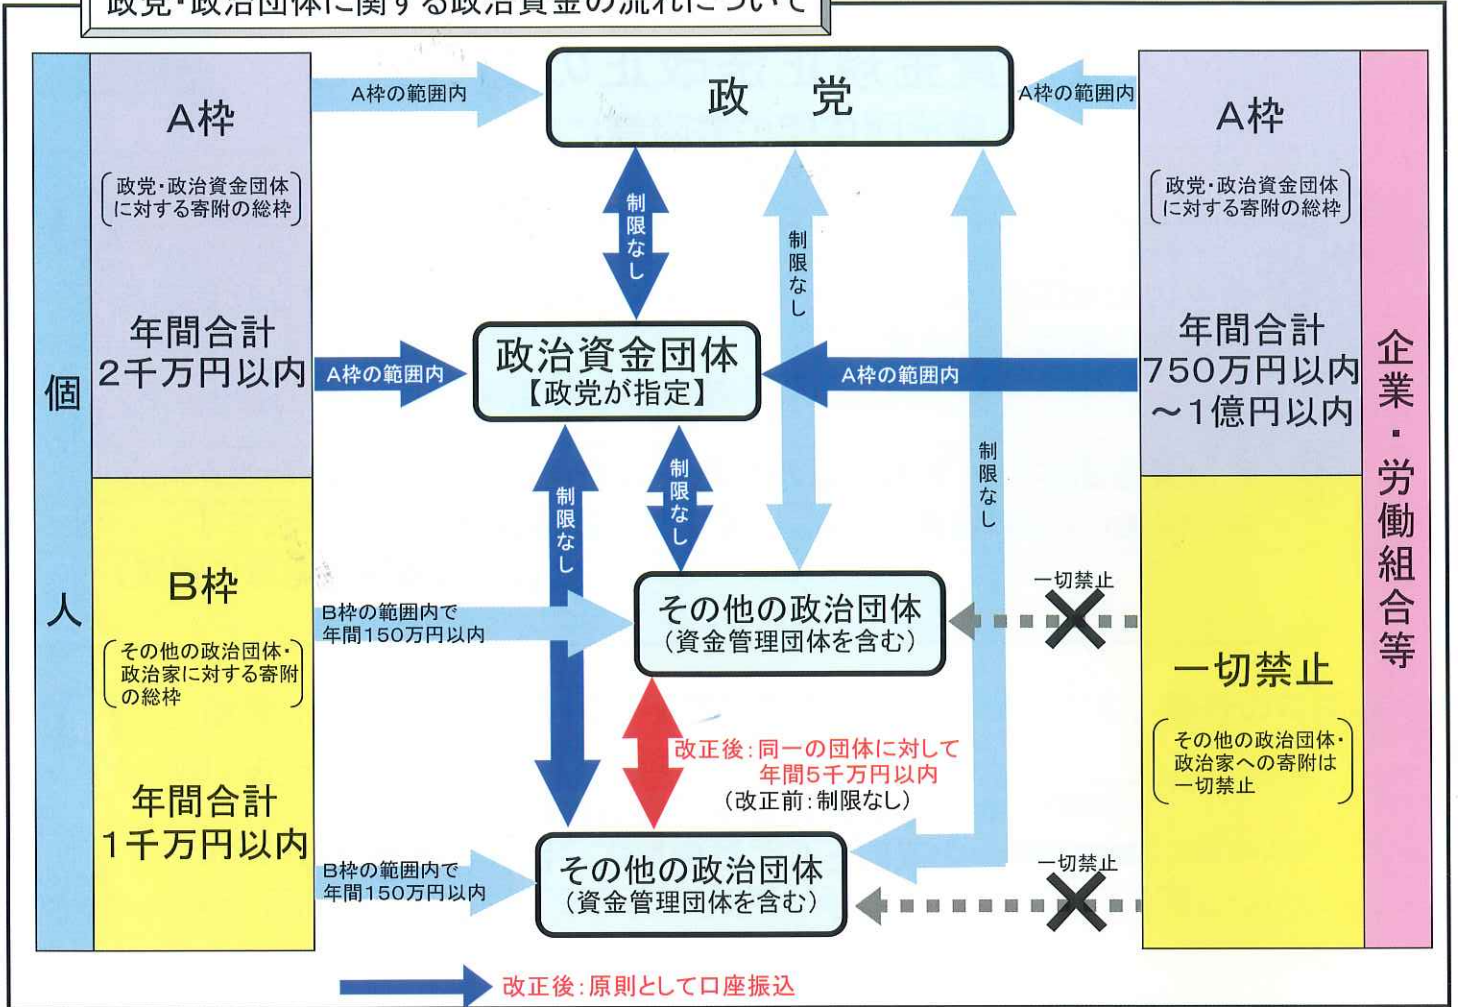 政党・政治団体に関する政治資金の流れについて
個人
A枠
政党・政治資金団体
に対する寄附の総枠
年間合計
2千万円以内
B枠
その他の政治団体・
政治家に対する寄附
の総枠
年間合計
1千万円以内
A枠の範囲内
政 党
A枠の範囲内
制限なし
制限なし
制限なし
A枠の範囲内
政治資金団体
【政党が指定】
A枠の範囲内
制限なし
制限なし
B枠の範囲内で
年間150万円以内
その他の政治団体
(資金管理団体を含む)
一切禁止
改正後:同一の団体に対して
年間5千万円以内
(改正前:制限なし)
B枠の範囲内で
年間150万円以内
その他の政治団体
(資金管理団体を含む)
一切禁止
A枠
政党・政治資金団体
に対する寄附の総枠
年間合計
750万円以内
~1億円以内
一切禁止
その他の政治団体・
政治家への寄附は
一切禁止
企業・労働組合等
改正後:原則として口座振込